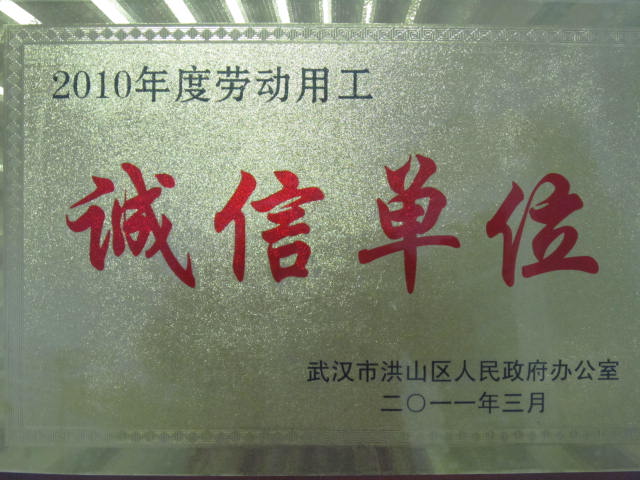 2010年度劳动用工
诚信单位
武汉市洪山区人民政府办公室
二〇一一年三月